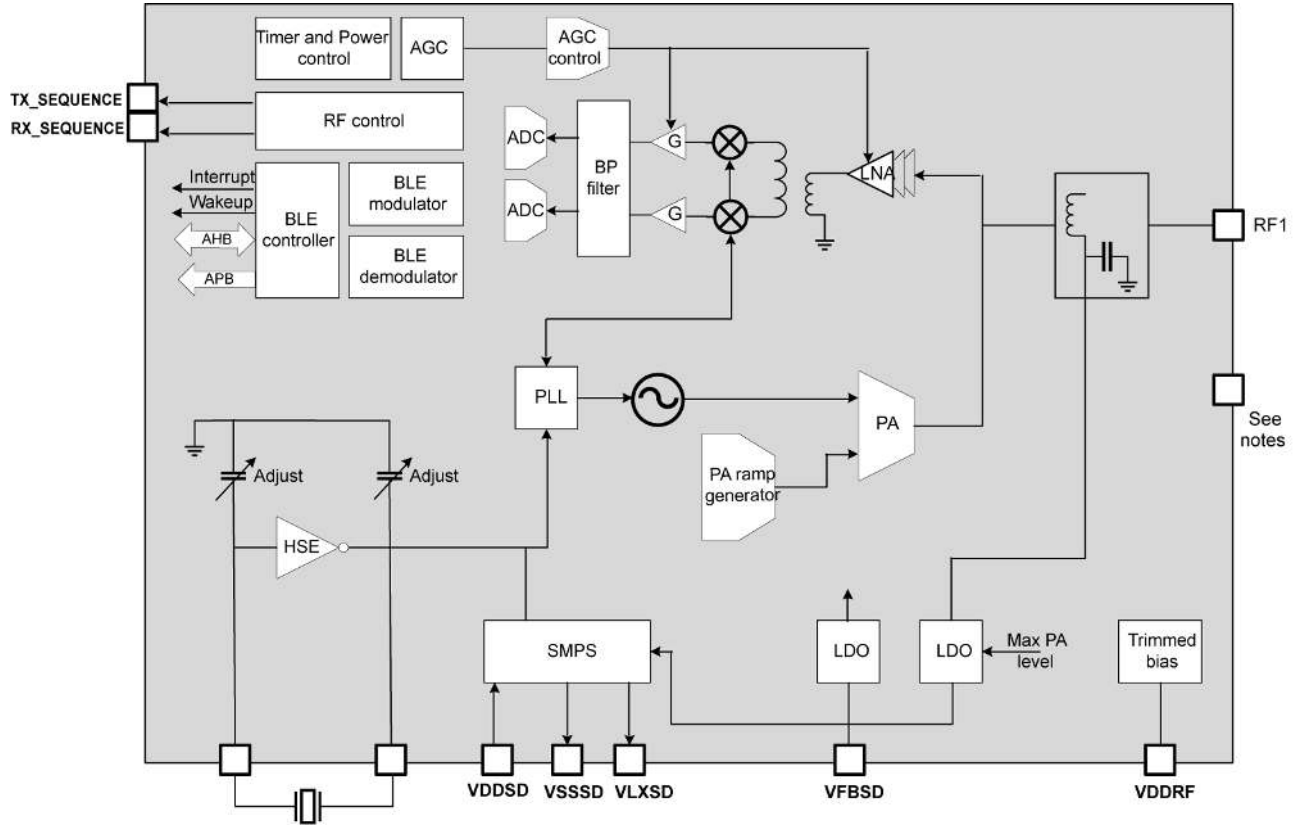 Timer and Power
control
AGC
AGC
control
TX_SEQUENCE
RX_SEQUENCE
RF control
ADC
ADC
BP
filter
G
G
LNA
Interrupt
Wakeup
AHB
APB
BLE
controller
BLE
modulator
BLE
demodulator
RF1
See
notes
PLL
PA
PA ramp
generator
Adjust
Adjust
HSE
SMPS
LDO
LDO
Max PA
level
Trimmed
bias
VDDSD
VSSSD
VLXSD
VFBSD
VDDRF